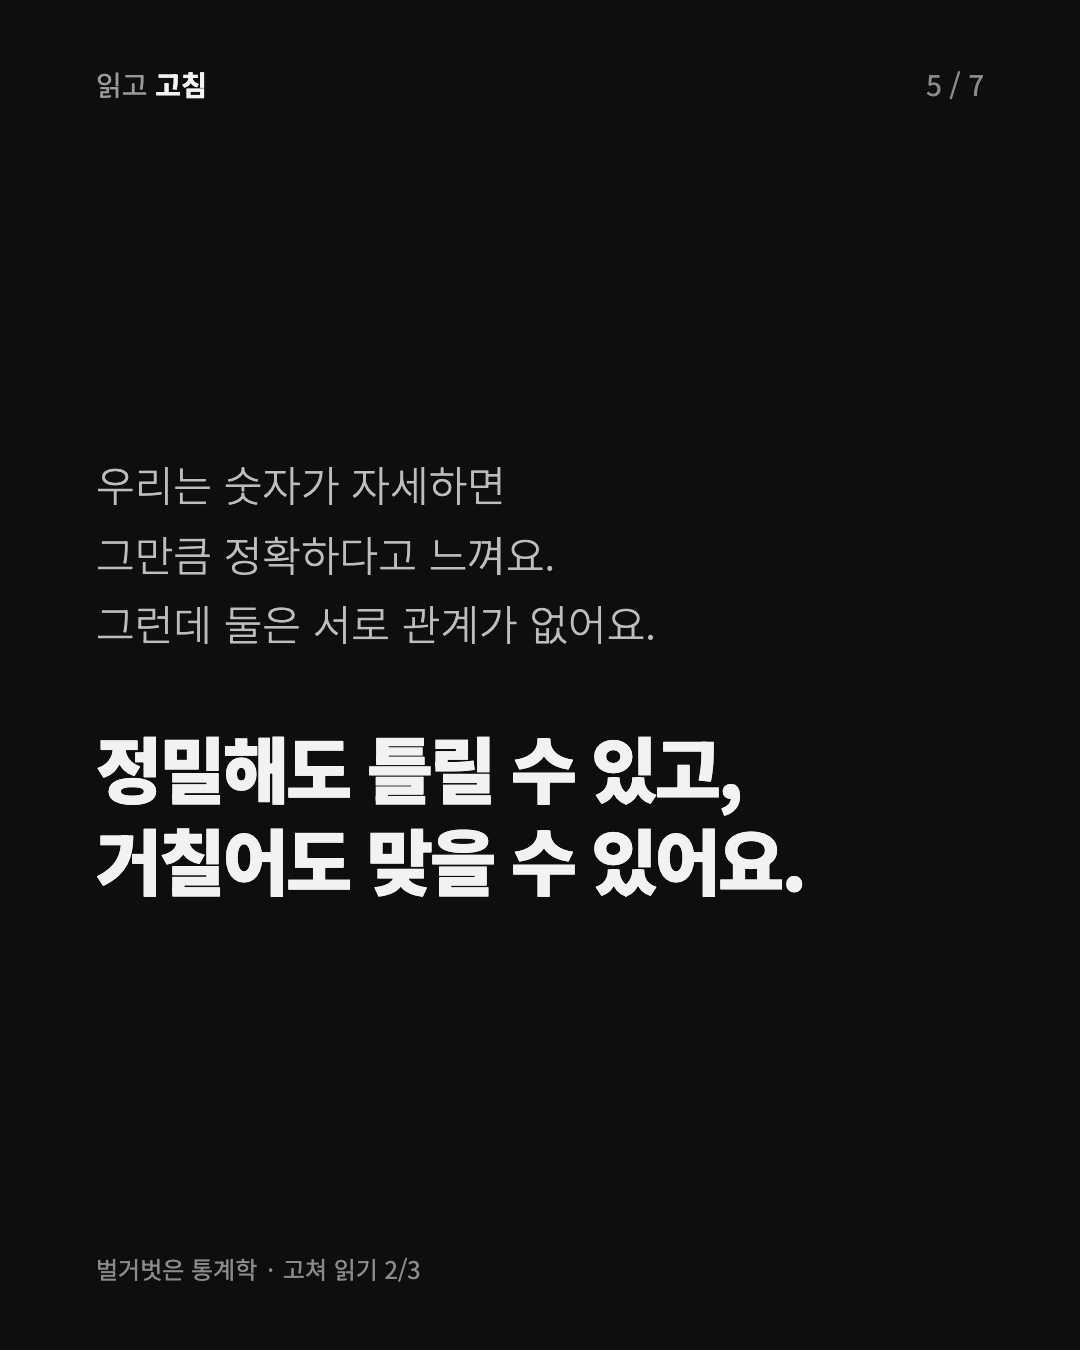 읽고 고침
5 / 7
우리는 숫자가 자세하면
그만큼 정확하다고 느껴요.
그런데 둘은 서로 관계가 없어요.
정밀해도 틀릴 수 있고,
거칠어도 맞을 수 있어요.
벌거벗은 통계학 · 고쳐 읽기 2/3